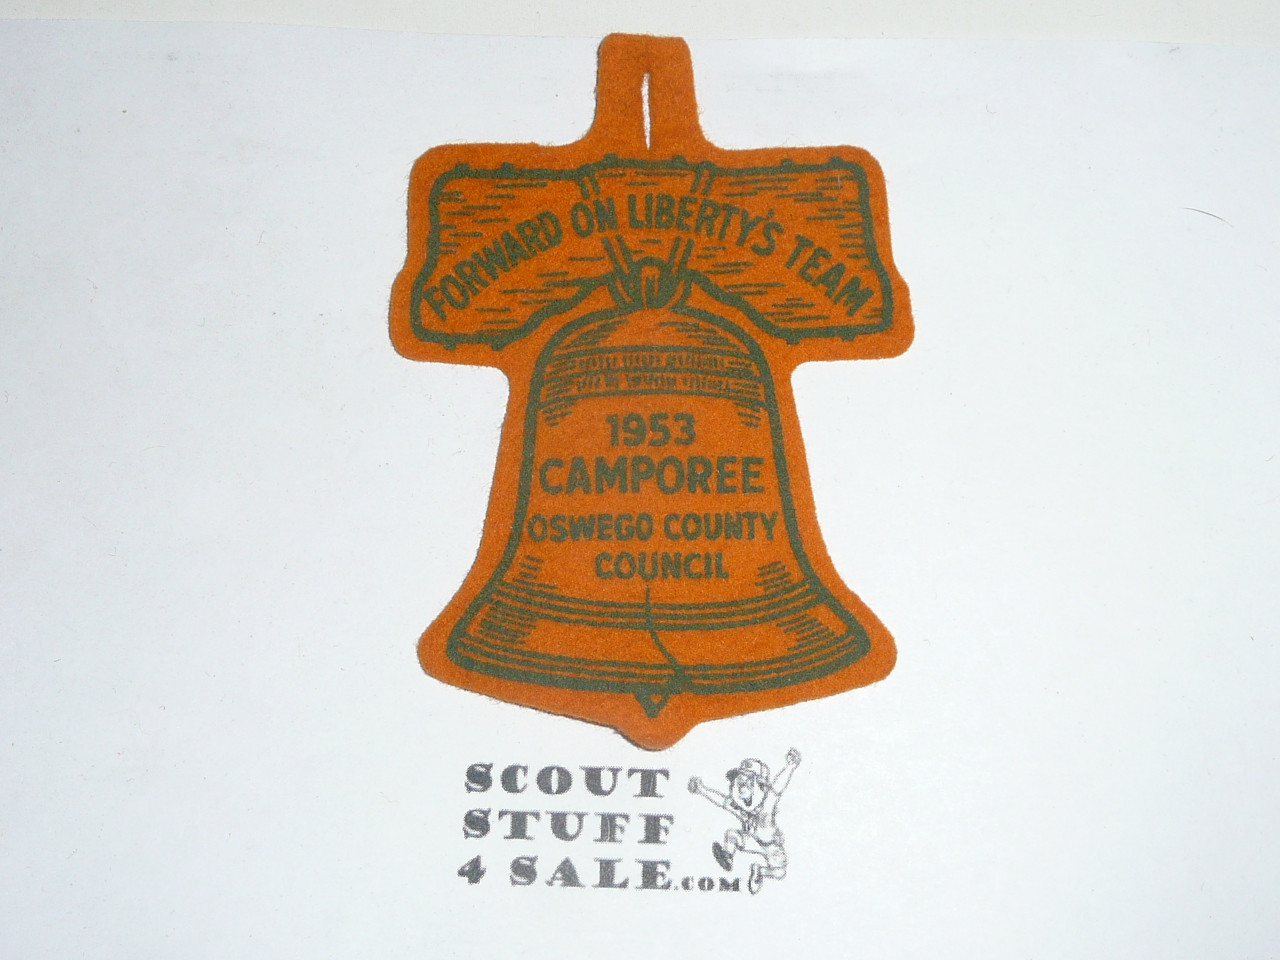 FORWARD ON LIBERTY'S TEAM
1953
CAMPOREE
OSWEGO COUNTY
COUNCIL
SCOUT
STUFF
4 SALE.COM